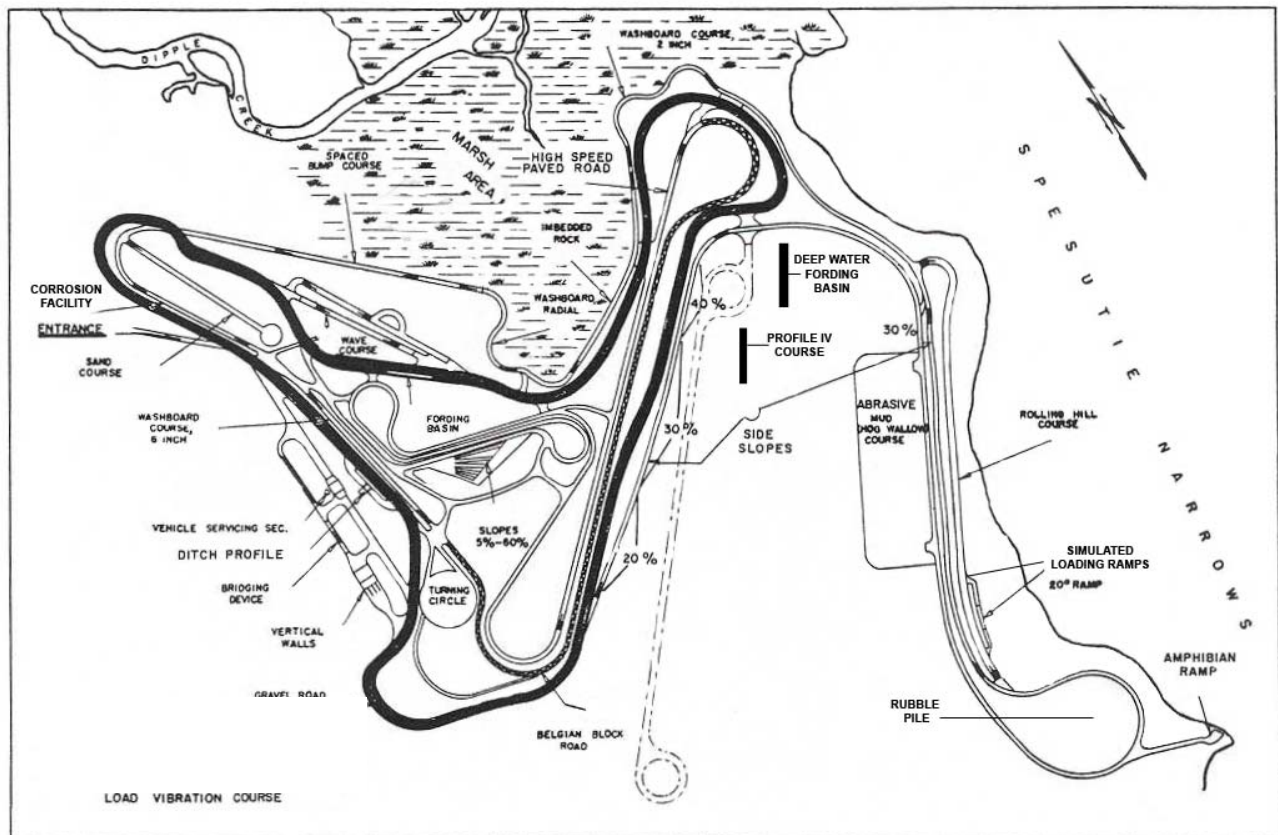 WASHBOARD COURSE,
2 INCH
DIPPLE
CREEK
MARSH
AREA
SPACED
BUMP COURSE
HIGH SPEED
PAVED ROAD
IMBEDDED
ROCK
WASHBOARD
RADIAL
SPESUTIE NARROWS
DEEP WATER
FORDING
BASIN
CORROSION
FACILITY
ENTRANCE
SAND
COURSE
WAVE
COURSE
40%
PROFILE IV
COURSE
30%
WASHBOARD
COURSE,
6 INCH
FORDING
BASIN
30%
SIDE
SLOPES
ABRASIVE
MUD
(HOG WALLOW)
COURSE
ROLLING HILL
COURSE
VEHICLE SERVICING SEC.
DITCH PROFILE
BRIDGING
DEVICE
VERTICAL
WALLS
SLOPES
5%-60%
TURNING
CIRCLE
20%
SIMULATED
LOADING RAMPS
20° RAMP
AMPHIBIAN
RAMP
GRAVEL ROAD
RUBBLE
PILE
BELGIAN BLOCK
ROAD
LOAD VIBRATION COURSE